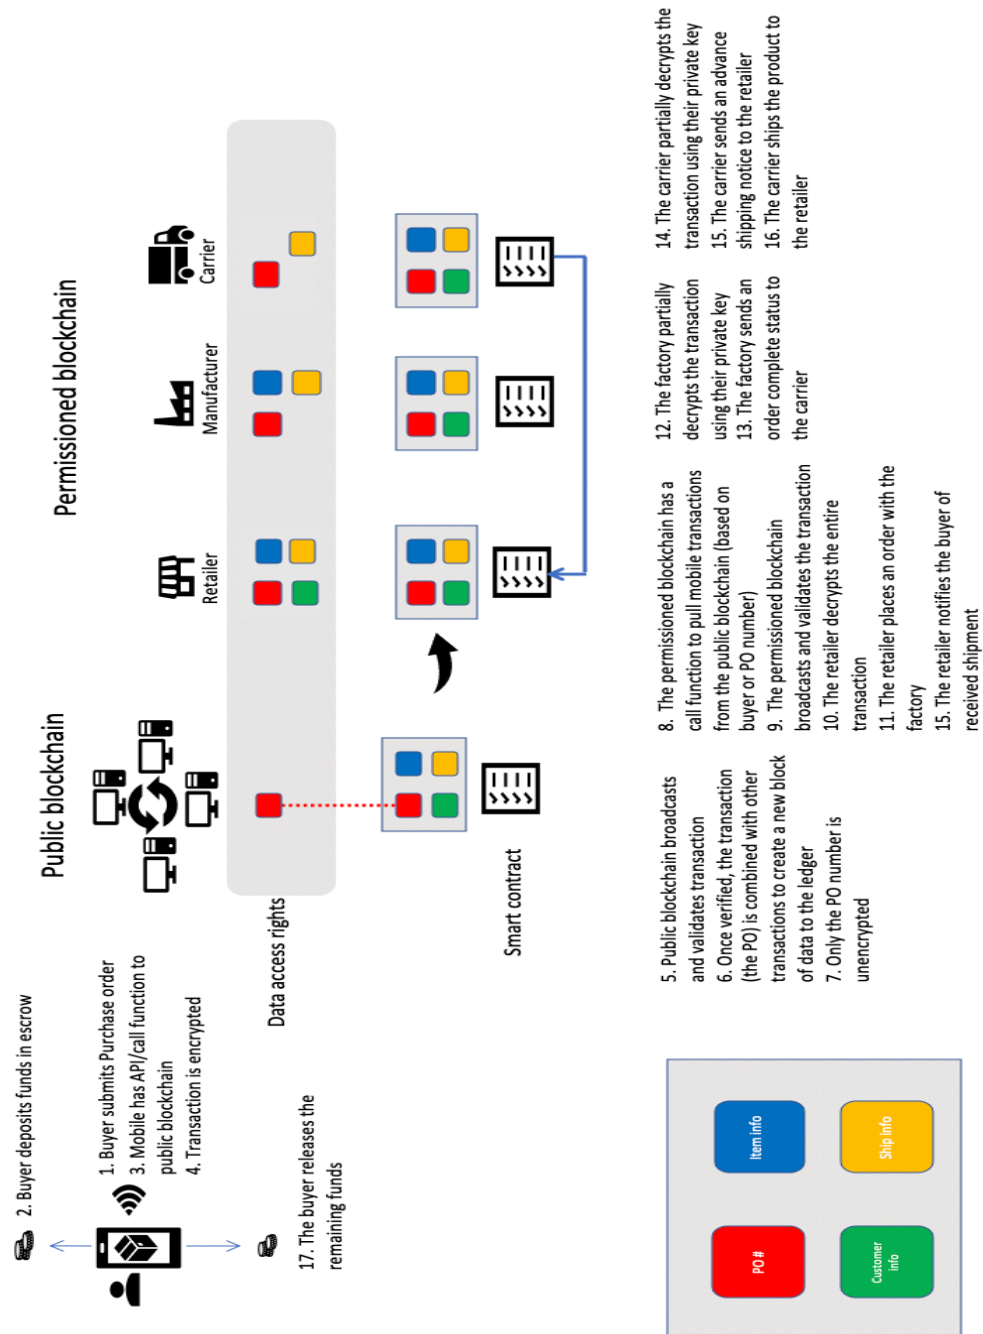 2. Buyer deposits funds in escrow
1. Buyer submits Purchase order
3. Mobile has API/call function to
public blockchain
4. Transaction is encrypted
17. The buyer releases the
remaining funds
Public blockchain
Permissioned blockchain
Retailer
Manufacturer
Carrier
Data access rights
Smart contract
PO #
Item info
Customer
info
Ship info
5. Public blockchain broadcasts
and validates transaction
6. Once verified, the transaction
(the PO) is combined with other
transactions to create a new block
of data to the ledger
7. Only the PO number is
unencrypted
8. The permissioned blockchain has a
call function to pull mobile transactions
from the public blockchain (based on
buyer or PO number)
9. The permissioned blockchain
broadcasts and validates the transaction
10. The retailer decrypts the entire
transaction
11. The retailer places an order with the
factory
15. The retailer notifies the buyer of
received shipment
12. The factory partially
decrypts the transaction
using their private key
13. The factory sends an
order complete status to
the carrier
14. The carrier partially decrypts the
transaction using their private key
15. The carrier sends an advance
shipping notice to the retailer
16. The carrier ships the product to
the retailer